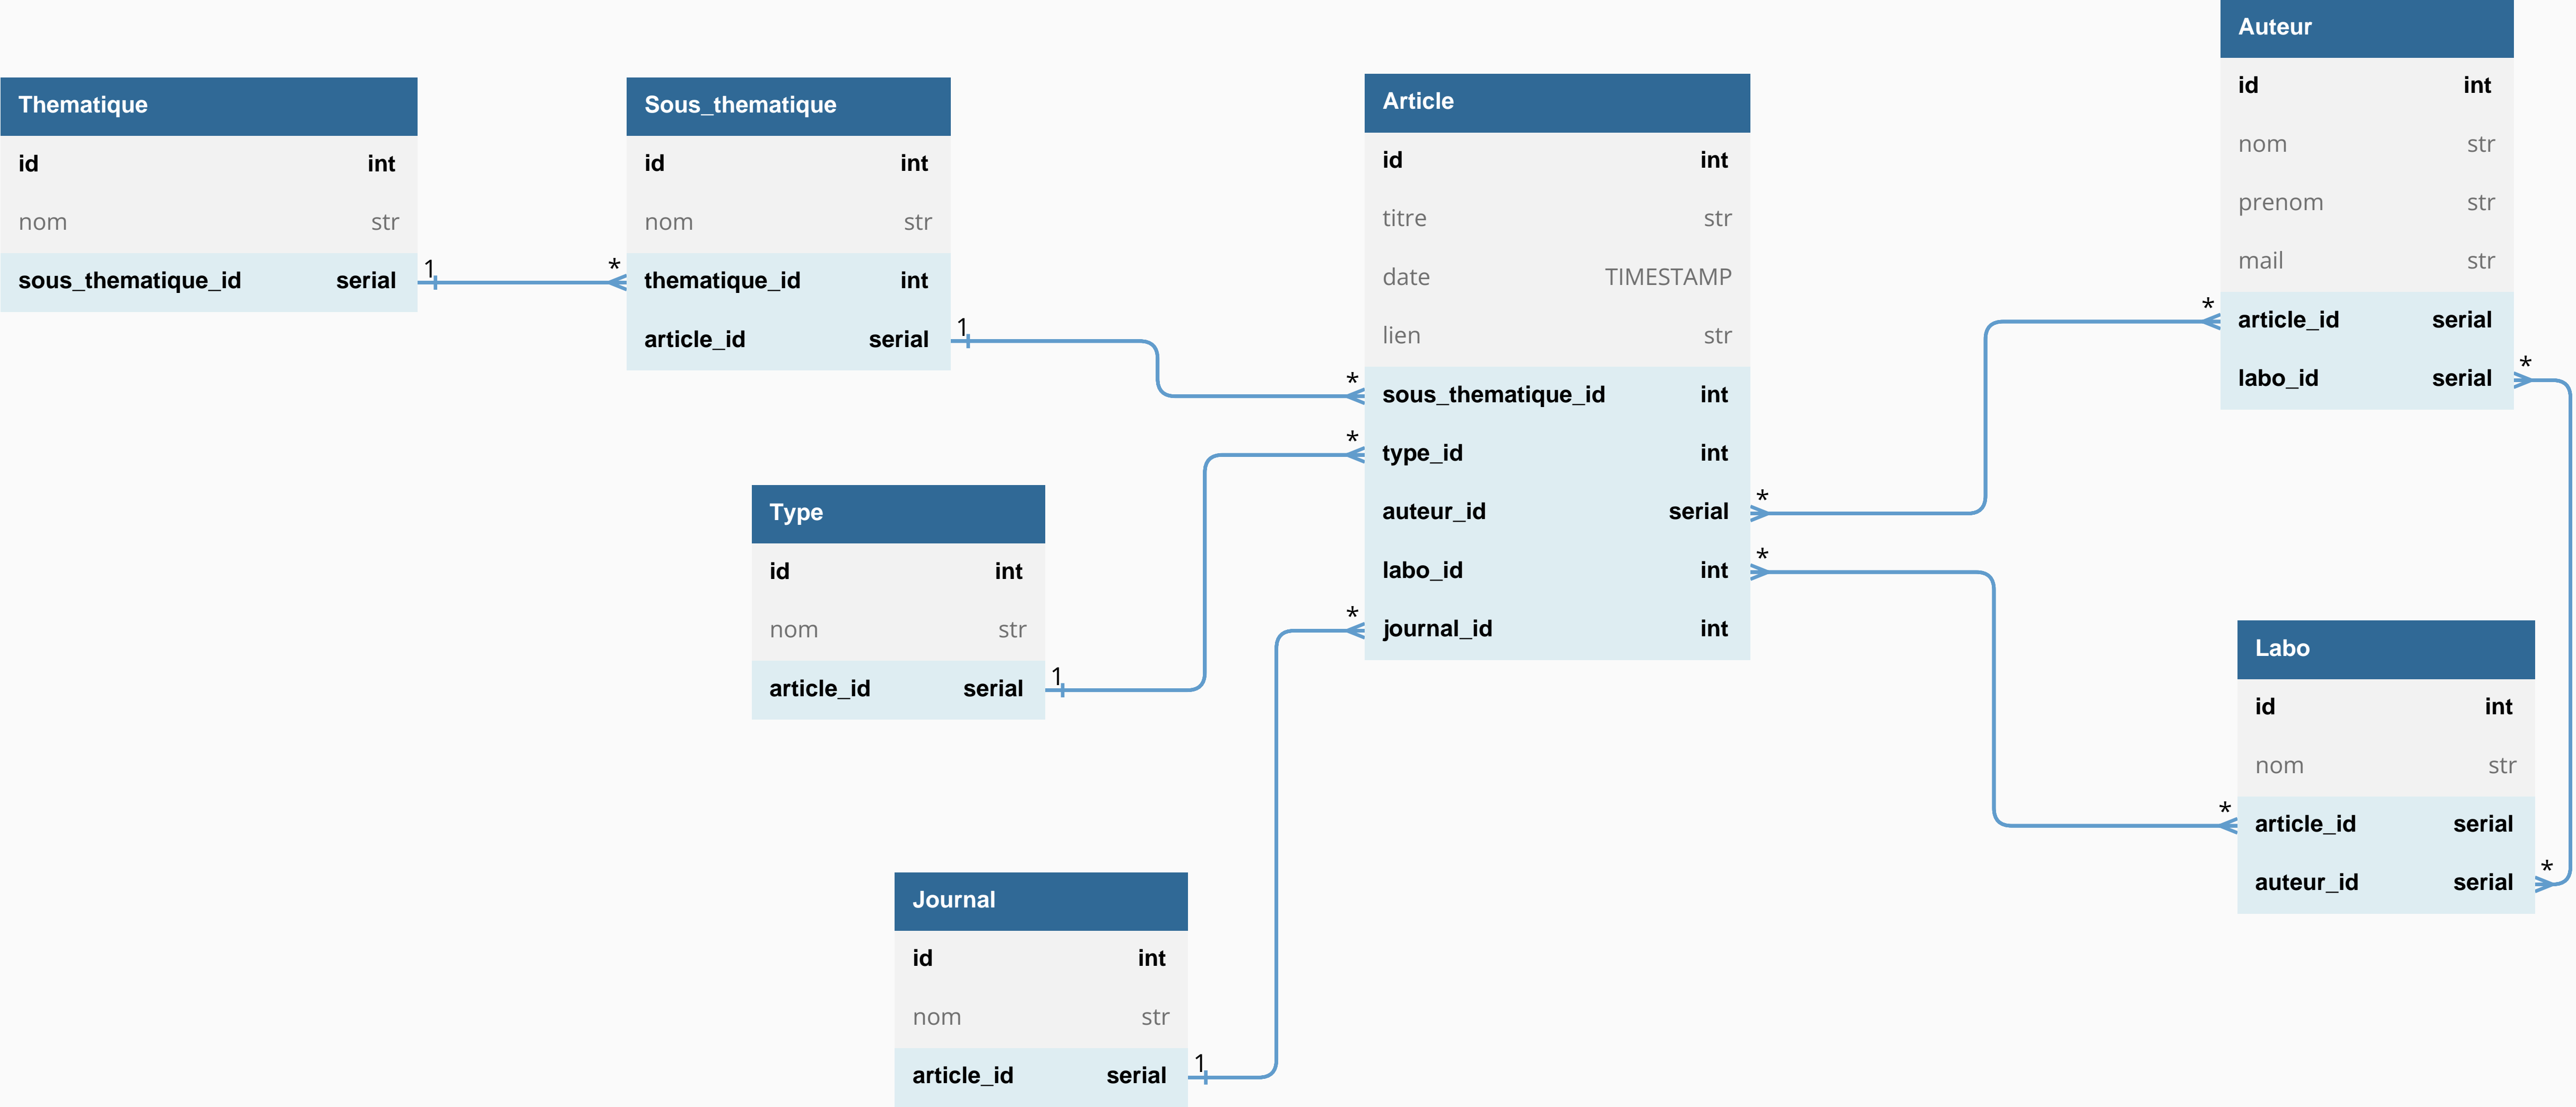 Thematique
id int
nom str
sous_thematique_id serial
1
*
Sous_thematique
id int
nom str
thematique_id int
article_id serial
1
*
Type
id int
nom str
article_id serial
1
*
Journal
id int
nom str
article_id serial
1
*
Article
id int
titre str
date TIMESTAMP
lien str
sous_thematique_id int
type_id int
auteur_id serial
labo_id int
journal_id int
*
*
Auteur
id int
nom str
prenom str
mail str
article_id serial
labo_id serial
*
*
Labo
id int
nom str
article_id serial
auteur_id serial
*
*